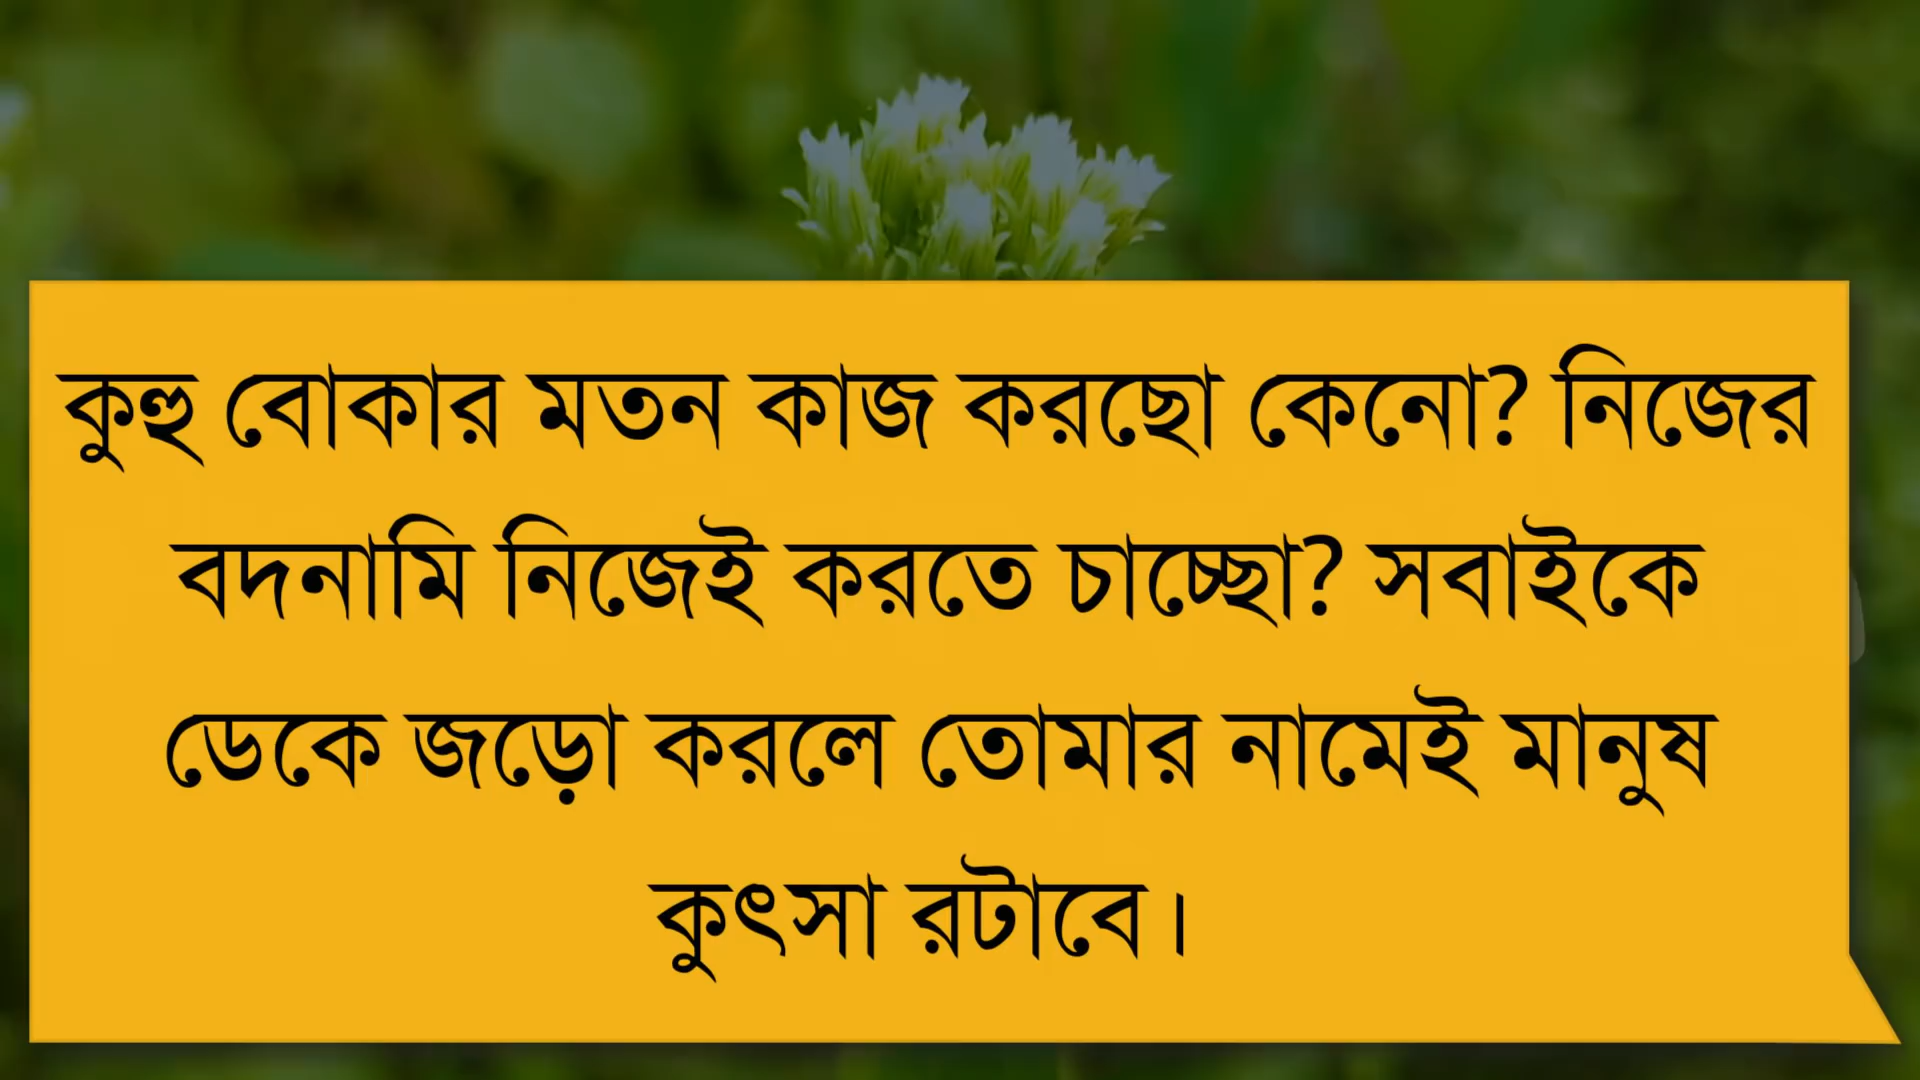 কুহু বোকার মতন কাজ করছো কেনো? নিজের
বদনামি নিজেই করতে চাচ্ছো? সবাইকে
ডেকে জড়ো করলে তোমার নামেই মানুষ
কুৎসা রটাবে।